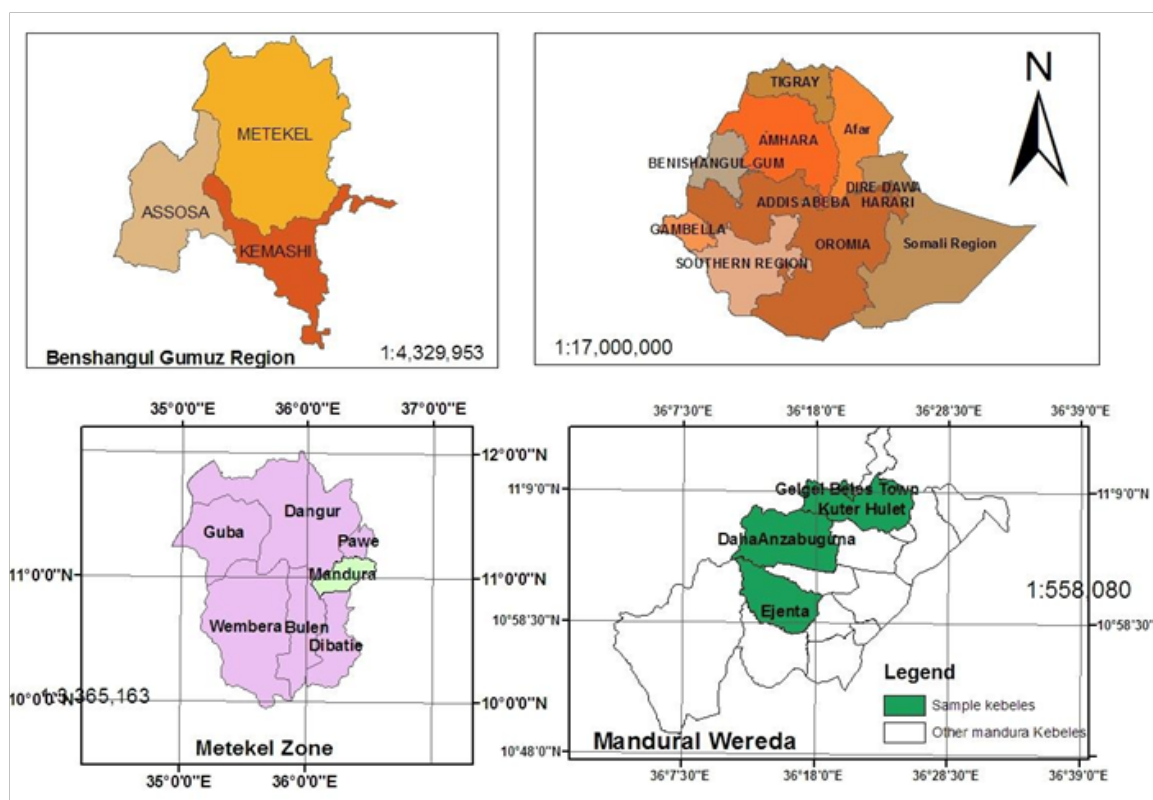 METEKEL
ASSOSA
KEMASHI
Benshangul Gumuz Region
1:4,329,953
N
TIGRAY
Afar
AMHARA
BENISHANGUL GUM
DIRE DAWA
ADDIS ABEBA
HARARI
GAMBELLA
OROMIA
Somali Region
SOUTHERN REGION
1:17,000,000
35°0'0"E 36°0'0"E 37°0'0"E
12°0'0"N
Dangur
Guba
Pawe
11°0'0"N
Mandura
11°0'0"N
Wembera
Bulen
Dibatie
10°0'0"N
365,163
10°0'0"N
Metekel Zone
35°0'0"E 36°0'0"E
36°7'30"E 36°18'0"E 36°28'30"E 36°39'0"E
11°9'0"N
Gelgel Beles Town
11°9'0"N
Kuter Hulet
DahaAnzabuguna
1:558,080
Ejenta
10°58'30"N
10°58'30"
Legend
Sample kebeles
Other mandura Kebeles
Mandural Wereda
10°48'0"N
36°7'30"E 36°18'0"E 36°28'30"E 36°39'0"E